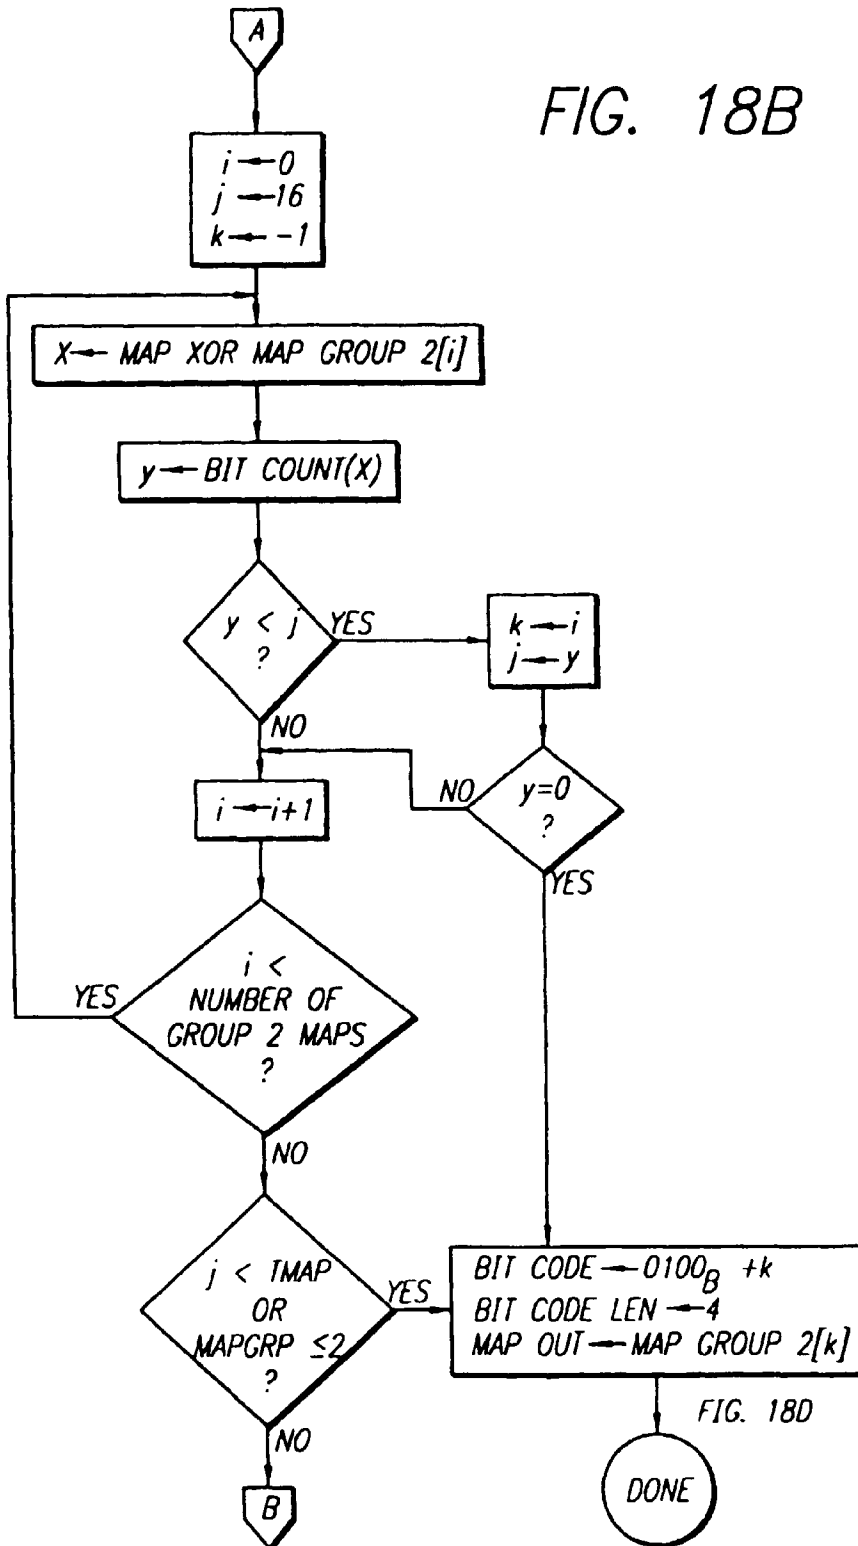 A
FIG. 18B
i ← 0
j ← 16
k ← -1
X ← MAP XOR MAP GROUP 2[i]
y ← BIT COUNT(X)
y < j
?
YES
k ← i
j ← y
NO
i ← i+1
NO
y=0
?
YES
i <
NUMBER OF
GROUP 2 MAPS
?
YES
NO
j < TMAP
OR
MAPGRP ≤2
?
YES
BIT CODE ← 0100B +k
BIT CODE LEN ← 4
MAP OUT ← MAP GROUP 2[k]
NO
FIG. 18D
B
DONE